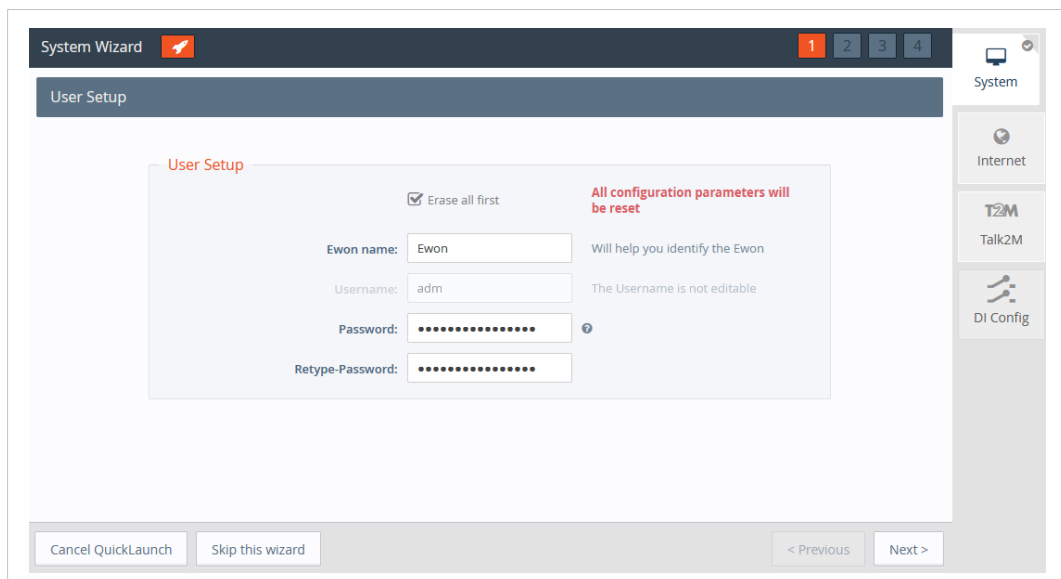 System Wizard
1 2 3 4
System
User Setup
Internet
T2M
Talk2M
DI Config
User Setup
Erase all first
All configuration parameters will
be reset
Ewon name: Ewon Will help you identify the Ewon
Username: adm The Username is not editable
Password: ••••••••••••••••
Retype-Password: ••••••••••••••••
Cancel QuickLaunch Skip this wizard < Previous Next >